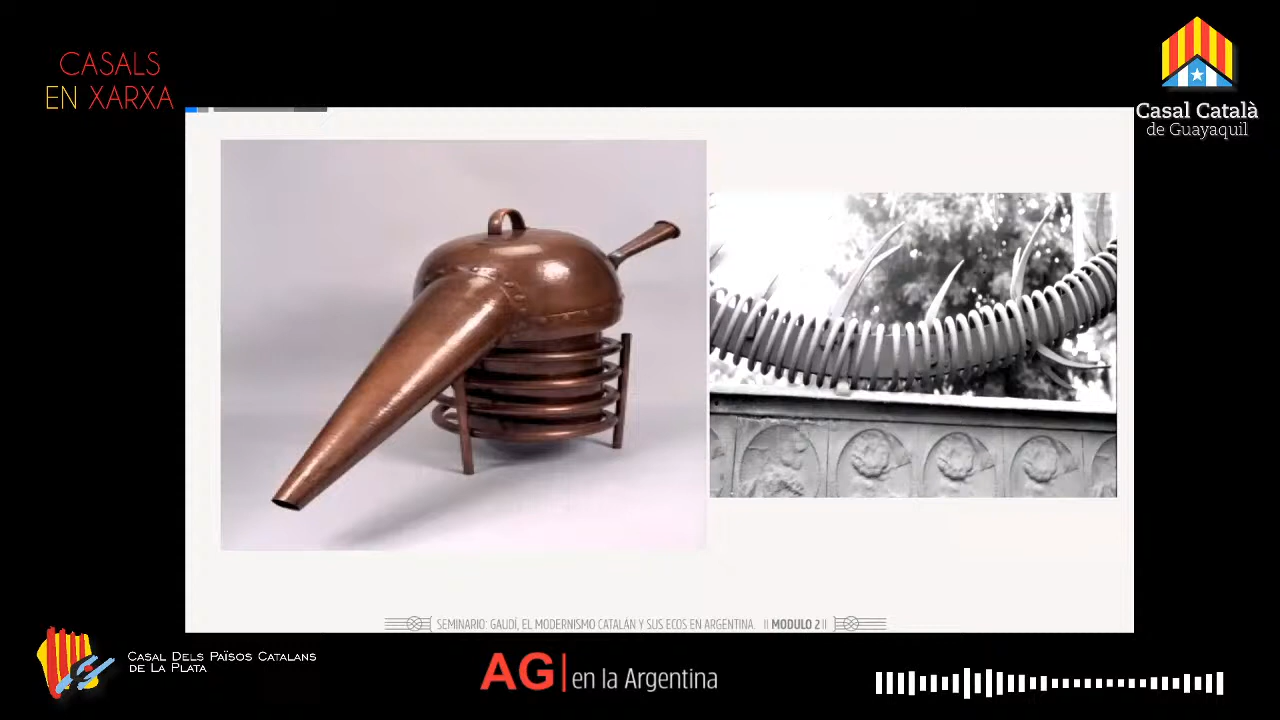 CASALS
EN XARXA
Casal Català
de Guayaquil
SEMINARIO: GAUDÍ, EL MODERNISMO CATALÁN Y SUS ECOS EN ARGENTINA. || MODULO 2 ||
CASAL DELS PAÏSOS CATALANS
DE LA PLATA
AG| en la Argentina